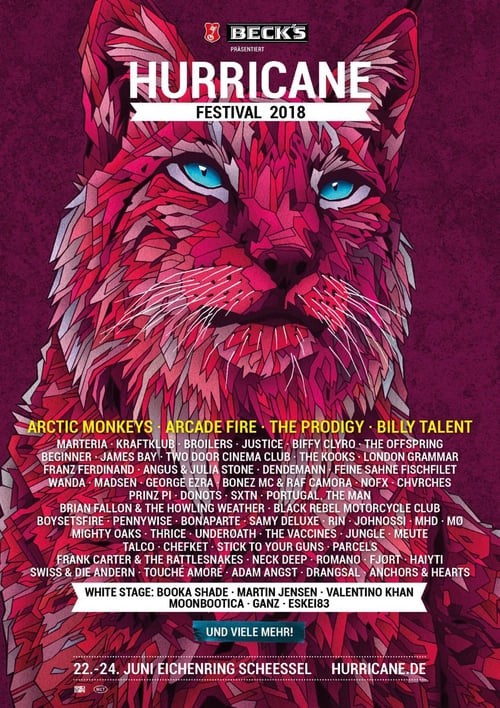 BECK'S
PRÄSENTIERT
HURRICANE
FESTIVAL 2018
ARCTIC MONKEYS · ARCADE FIRE · THE PRODIGY · BILLY TALENT
MARTERIA · KRAFTKLUB · BROILERS · JUSTICE · BIFFY CLYRO · THE OFFSPRING
BEGINNER · JAMES BAY · TWO DOOR CINEMA CLUB · THE KOOKS · LONDON GRAMMAR
FRANZ FERDINAND · ANGUS & JULIA STONE · DENDEMANN · FEINE SAHNE FISCHFILET
WANDA · MADSEN · GEORGE EZRA · BONEZ MC & RAF CAMORA · NOFX · CHVRCHES
PRINZ PI · DONOTS · SXTN · PORTUGAL. THE MAN
BRIAN FALLON & THE HOWLING WEATHER · BLACK REBEL MOTORCYCLE CLUB
BOYSETSFIRE · PENNYWISE · BONAPARTE · SAMY DELUXE · RIN · JOHNOSSI · MHD · MØ
MIGHTY OAKS · THRICE · UNDERØATH · THE VACCINES · JUNGLE · MEUTE
TALCO · CHEFKET · STICK TO YOUR GUNS · PARCELS
FRANK CARTER & THE RATTLESNAKES · NECK DEEP · ROMANO · FJØRT · HAIYTI
SWISS & DIE ANDERN · TOUCHÉ AMORÉ · ADAM ANGST · DRANGSAL · ANCHORS & HEARTS
WHITE STAGE: BOOKA SHADE · MARTIN JENSEN · VALENTINO KHAN
MOONBOOTICA · GANZ · ESKEI83
UND VIELE MEHR!
22.-24. JUNI EICHENRING SCHEESSEL HURRICANE.DE